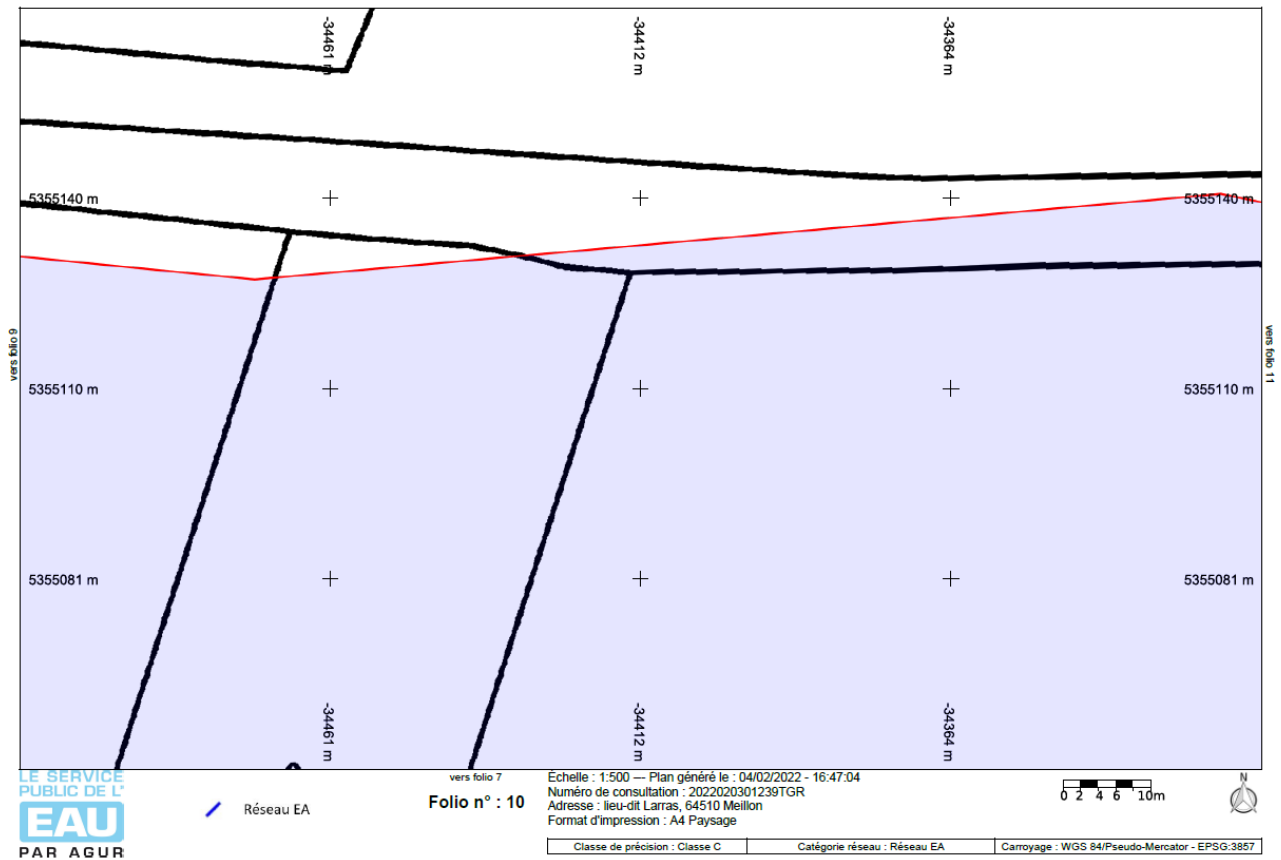 -34461 m
-34412 m
-34364 m
5355140 m
5355140 m
vers folio 9
vers folio 11
5355110 m
5355110 m
5355081 m
5355081 m
-34461 m
-34412 m
-34364 m
LE SERVICE
PUBLIC DE L'
EAU
PAR AGUR
Réseau EA
vers folio 7
Folio n° : 10
Échelle : 1:500 --- Plan généré le : 04/02/2022 - 16:47:04
Numéro de consultation : 2022020301239TGR
Adresse : lieu-dit Larras, 64510 Meillon
Format d'impression : A4 Paysage
0 2 4 6 10m
N
Classe de précision : Classe C
Catégorie réseau : Réseau EA
Carroyage : WGS 84/Pseudo-Mercator - EPSG:3857